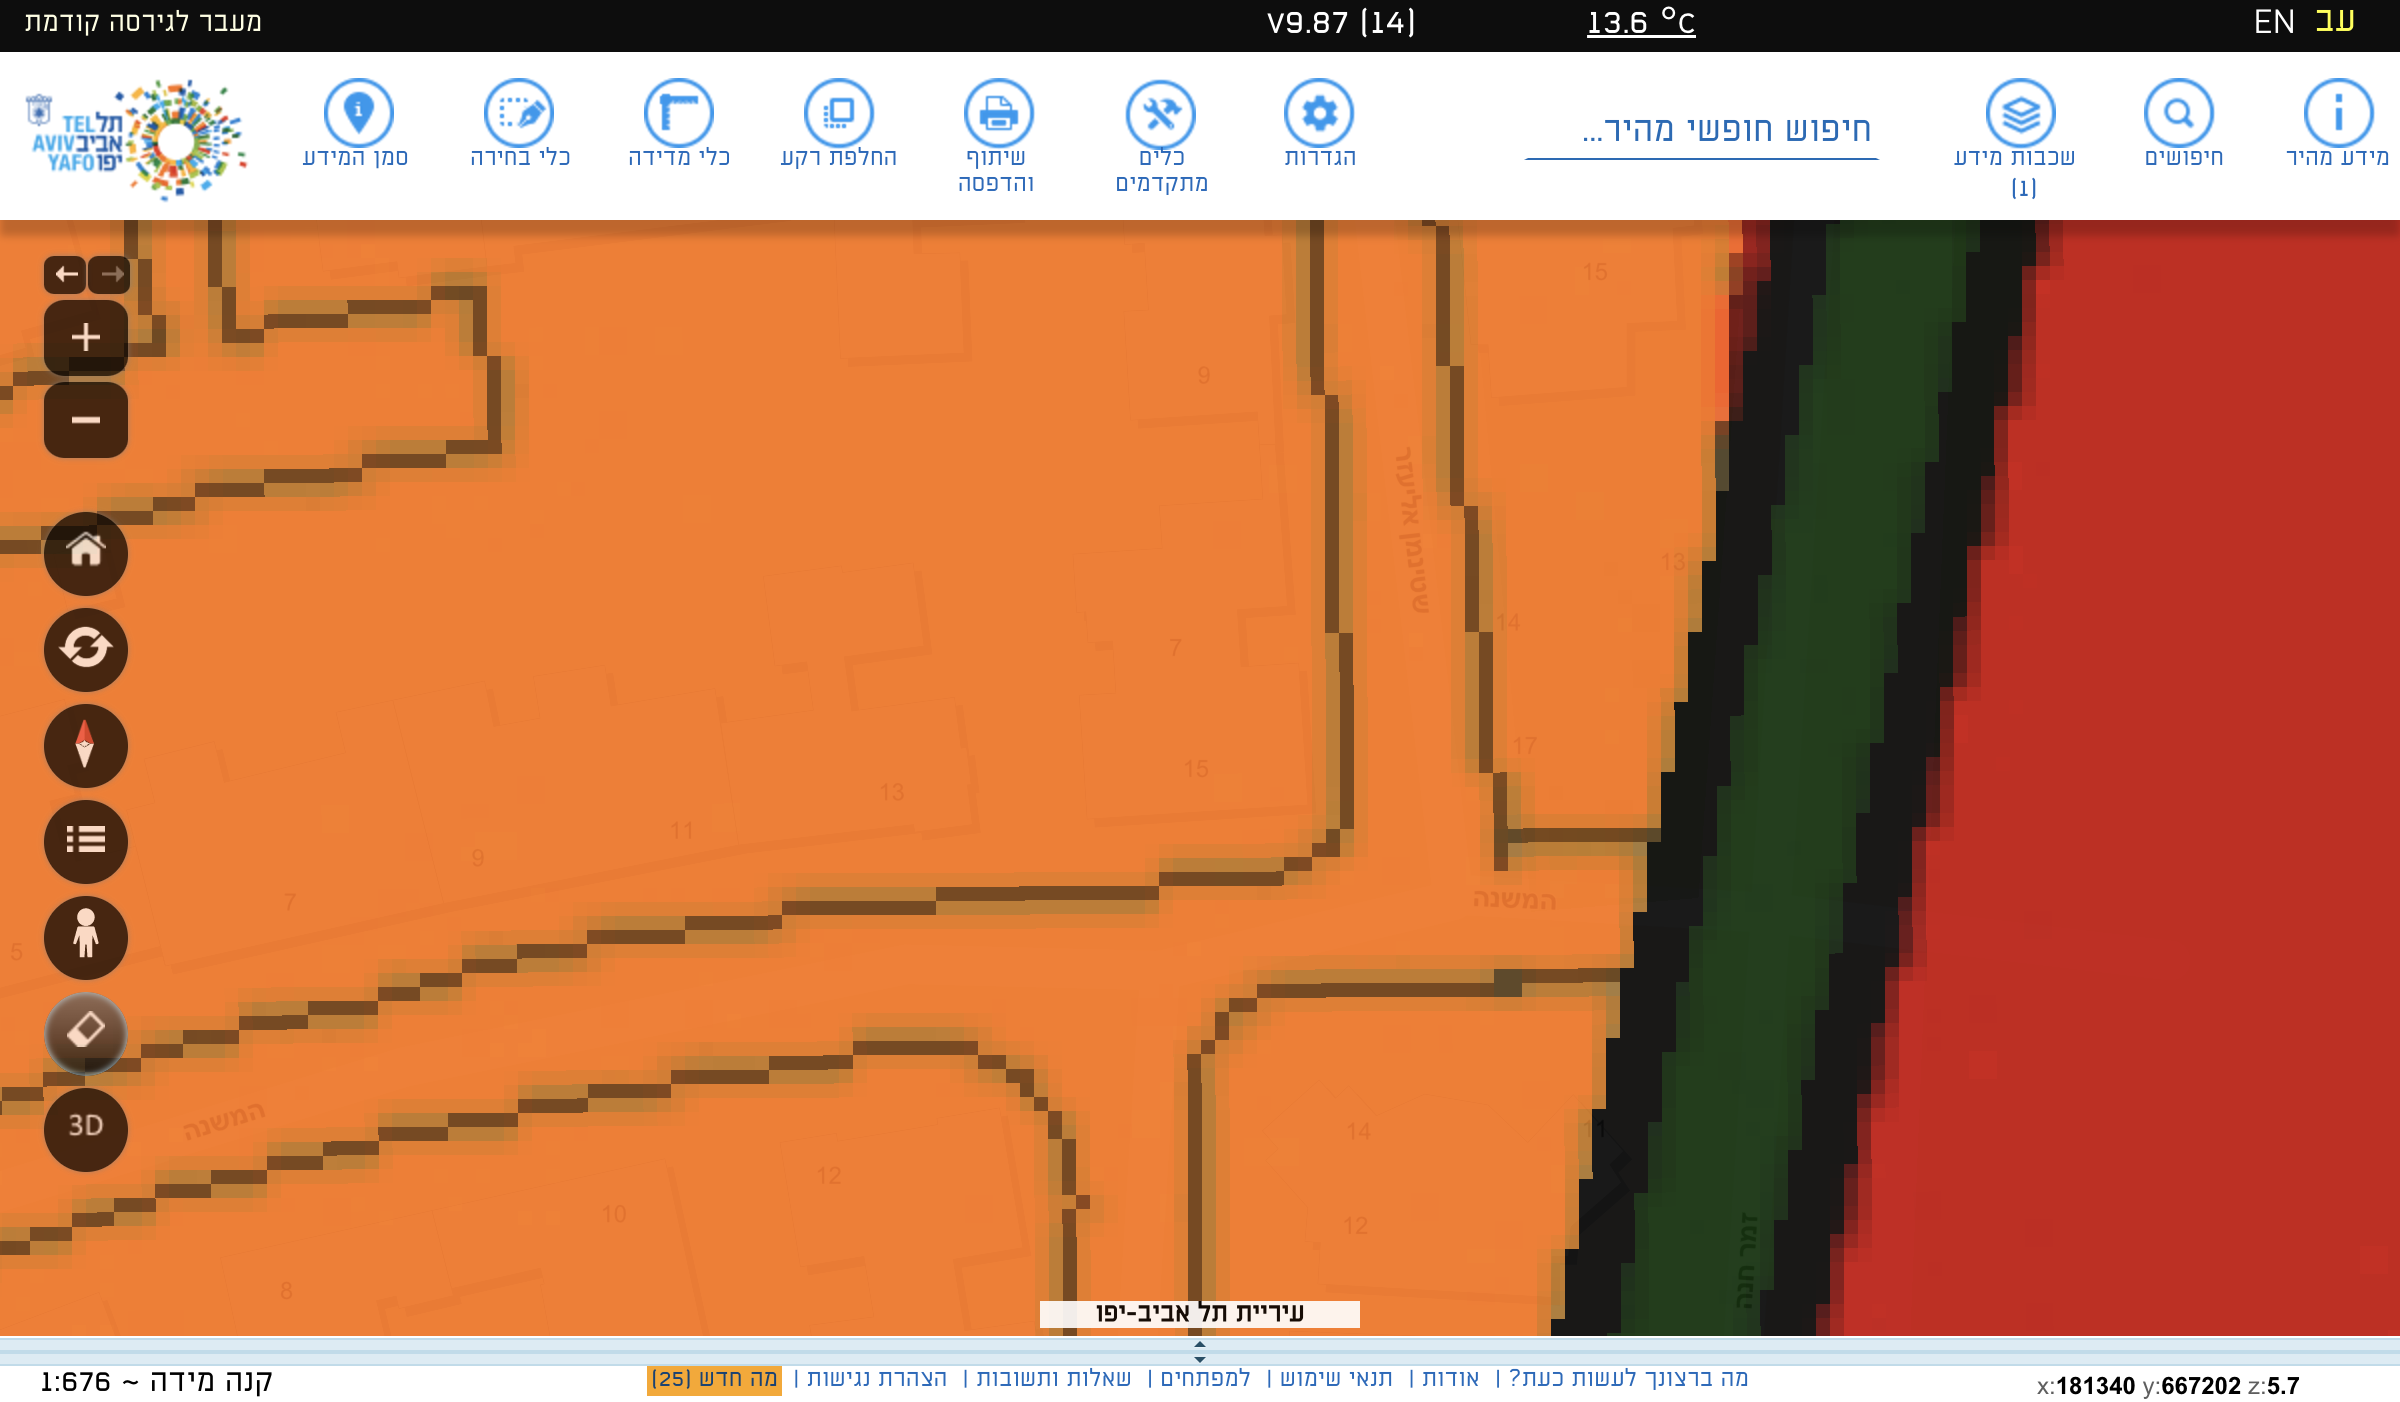 עב EN
13.6 °C
V9.87 (14)
מעבר לגירסה קודמת
מידע מהיר
חיפושים
שכבות מידע
(1)
חיפוש חופשי מהיר...
הגדרות
כלים
מתקדמים
שיתוף
והדפסה
החלפת רקע
כלי מדידה
כלי בחירה
סמן המידע
תל
אביב
יפו
TEL
AVIV
YAFO
15
9
שטינמן אליעזר
13
14
7
17
15
13
11
9
7
5
המשנה
המשנה
14
11
12
10
12
8
זמר חנה
3D
עיריית תל אביב-יפו
מה ברצונך לעשות כעת? | אודות | תנאי שימוש | למפתחים | שאלות ותשובות | הצהרת נגישות | מה חדש (25)
קנה מידה ~ 1:676
x:181340 y:667202 z:5.7